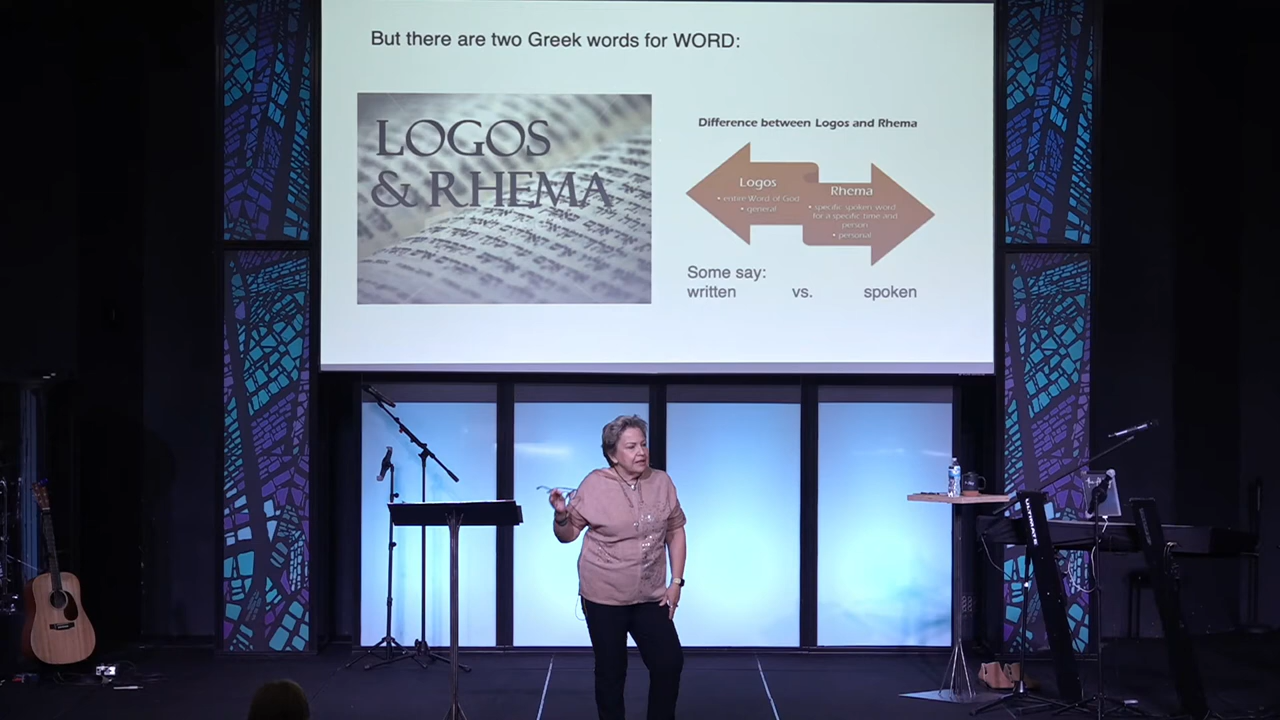 But there are two Greek words for WORD:
LOGOS
& RHEMA
Difference between Logos and Rhema
Logos
• entire Word of God
• general
Rhema
• specific spoken word
for a specific time and
person
• personal
Some say:
written vs. spoken
ULTIMATE